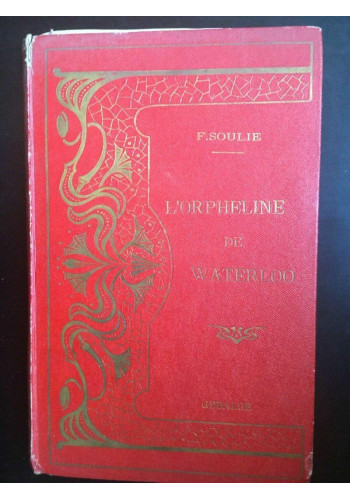 F. SOULIE
L'ORPHELINE
DE
WATERLOO